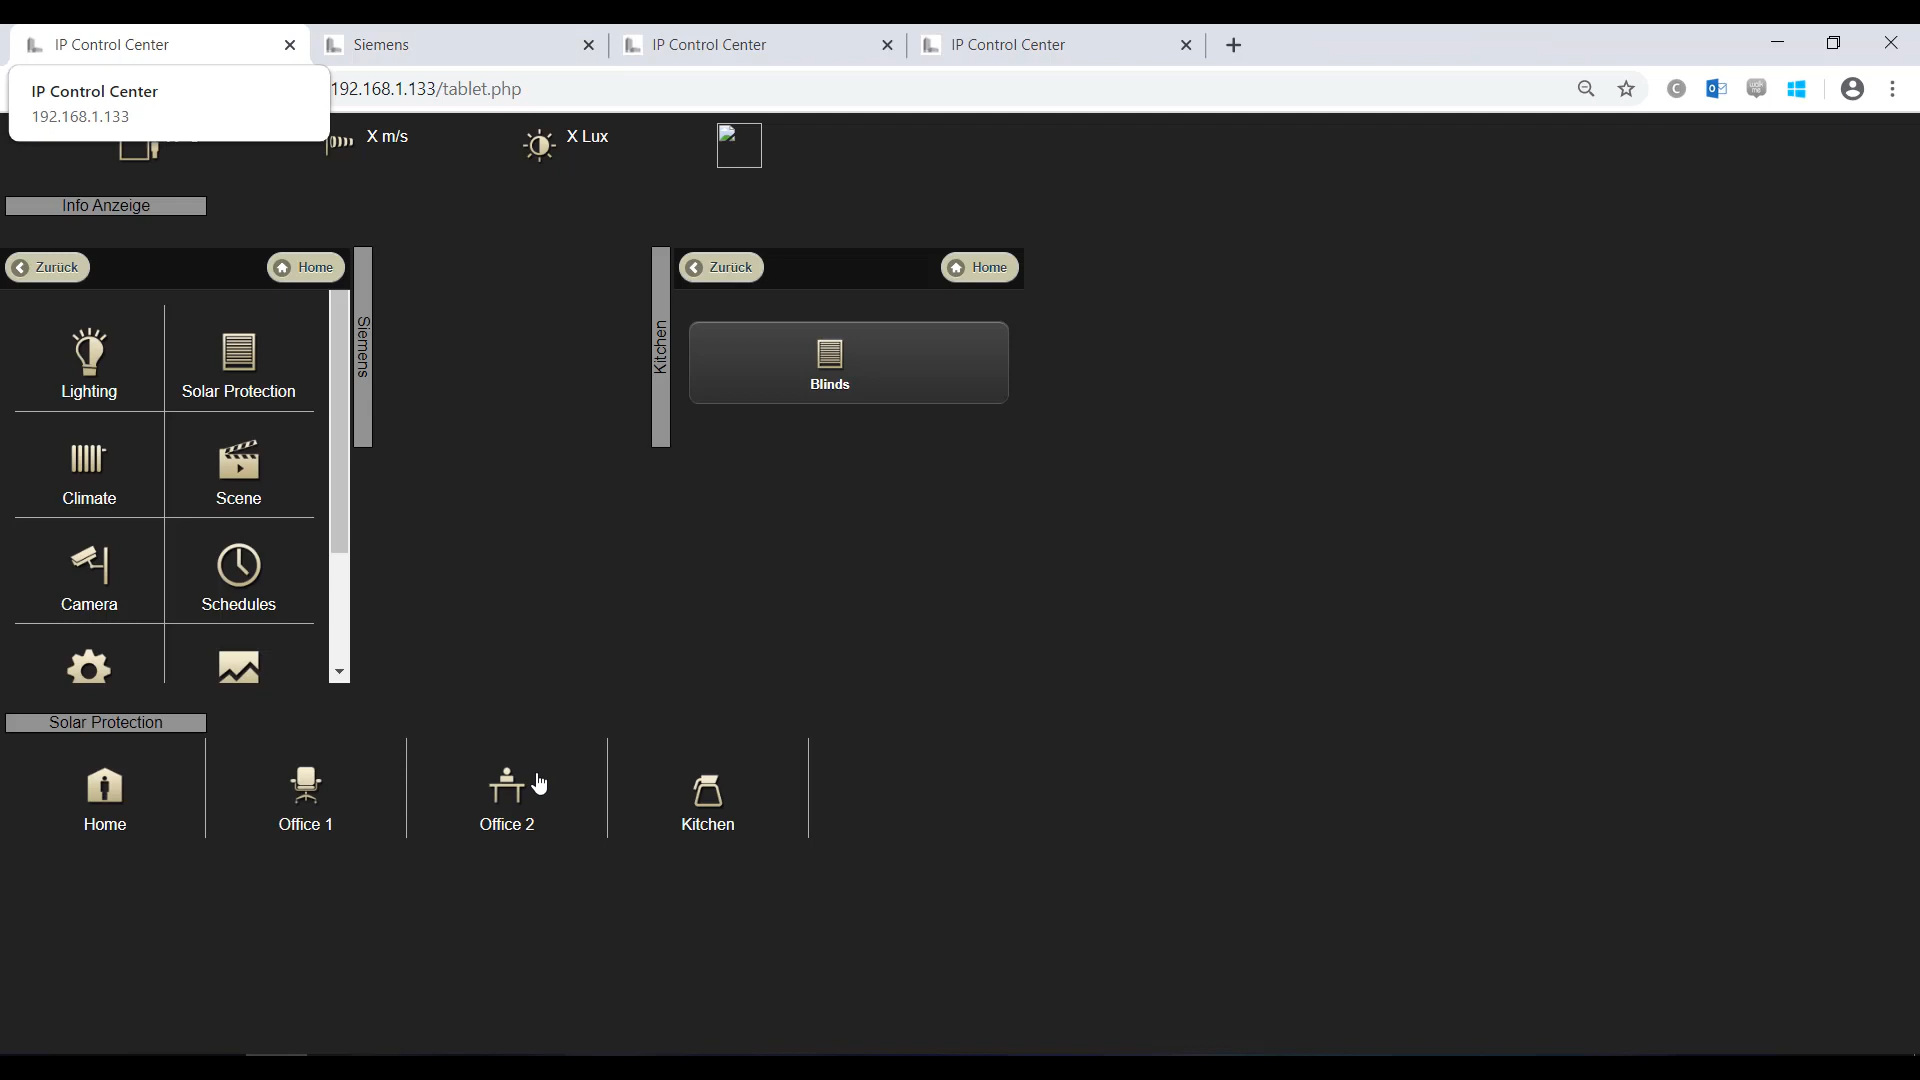 IP Control Center
Siemens
IP Control Center
IP Control Center
IP Control Center
192.168.1.133
192.168.1.133/tablet.php
X m/s
X Lux
Info Anzeige
Zurück
Home
Siemens
Kitchen
Zurück
Home
Lighting
Solar Protection
Blinds
Climate
Scene
Camera
Schedules
Solar Protection
Home
Office 1
Office 2
Kitchen